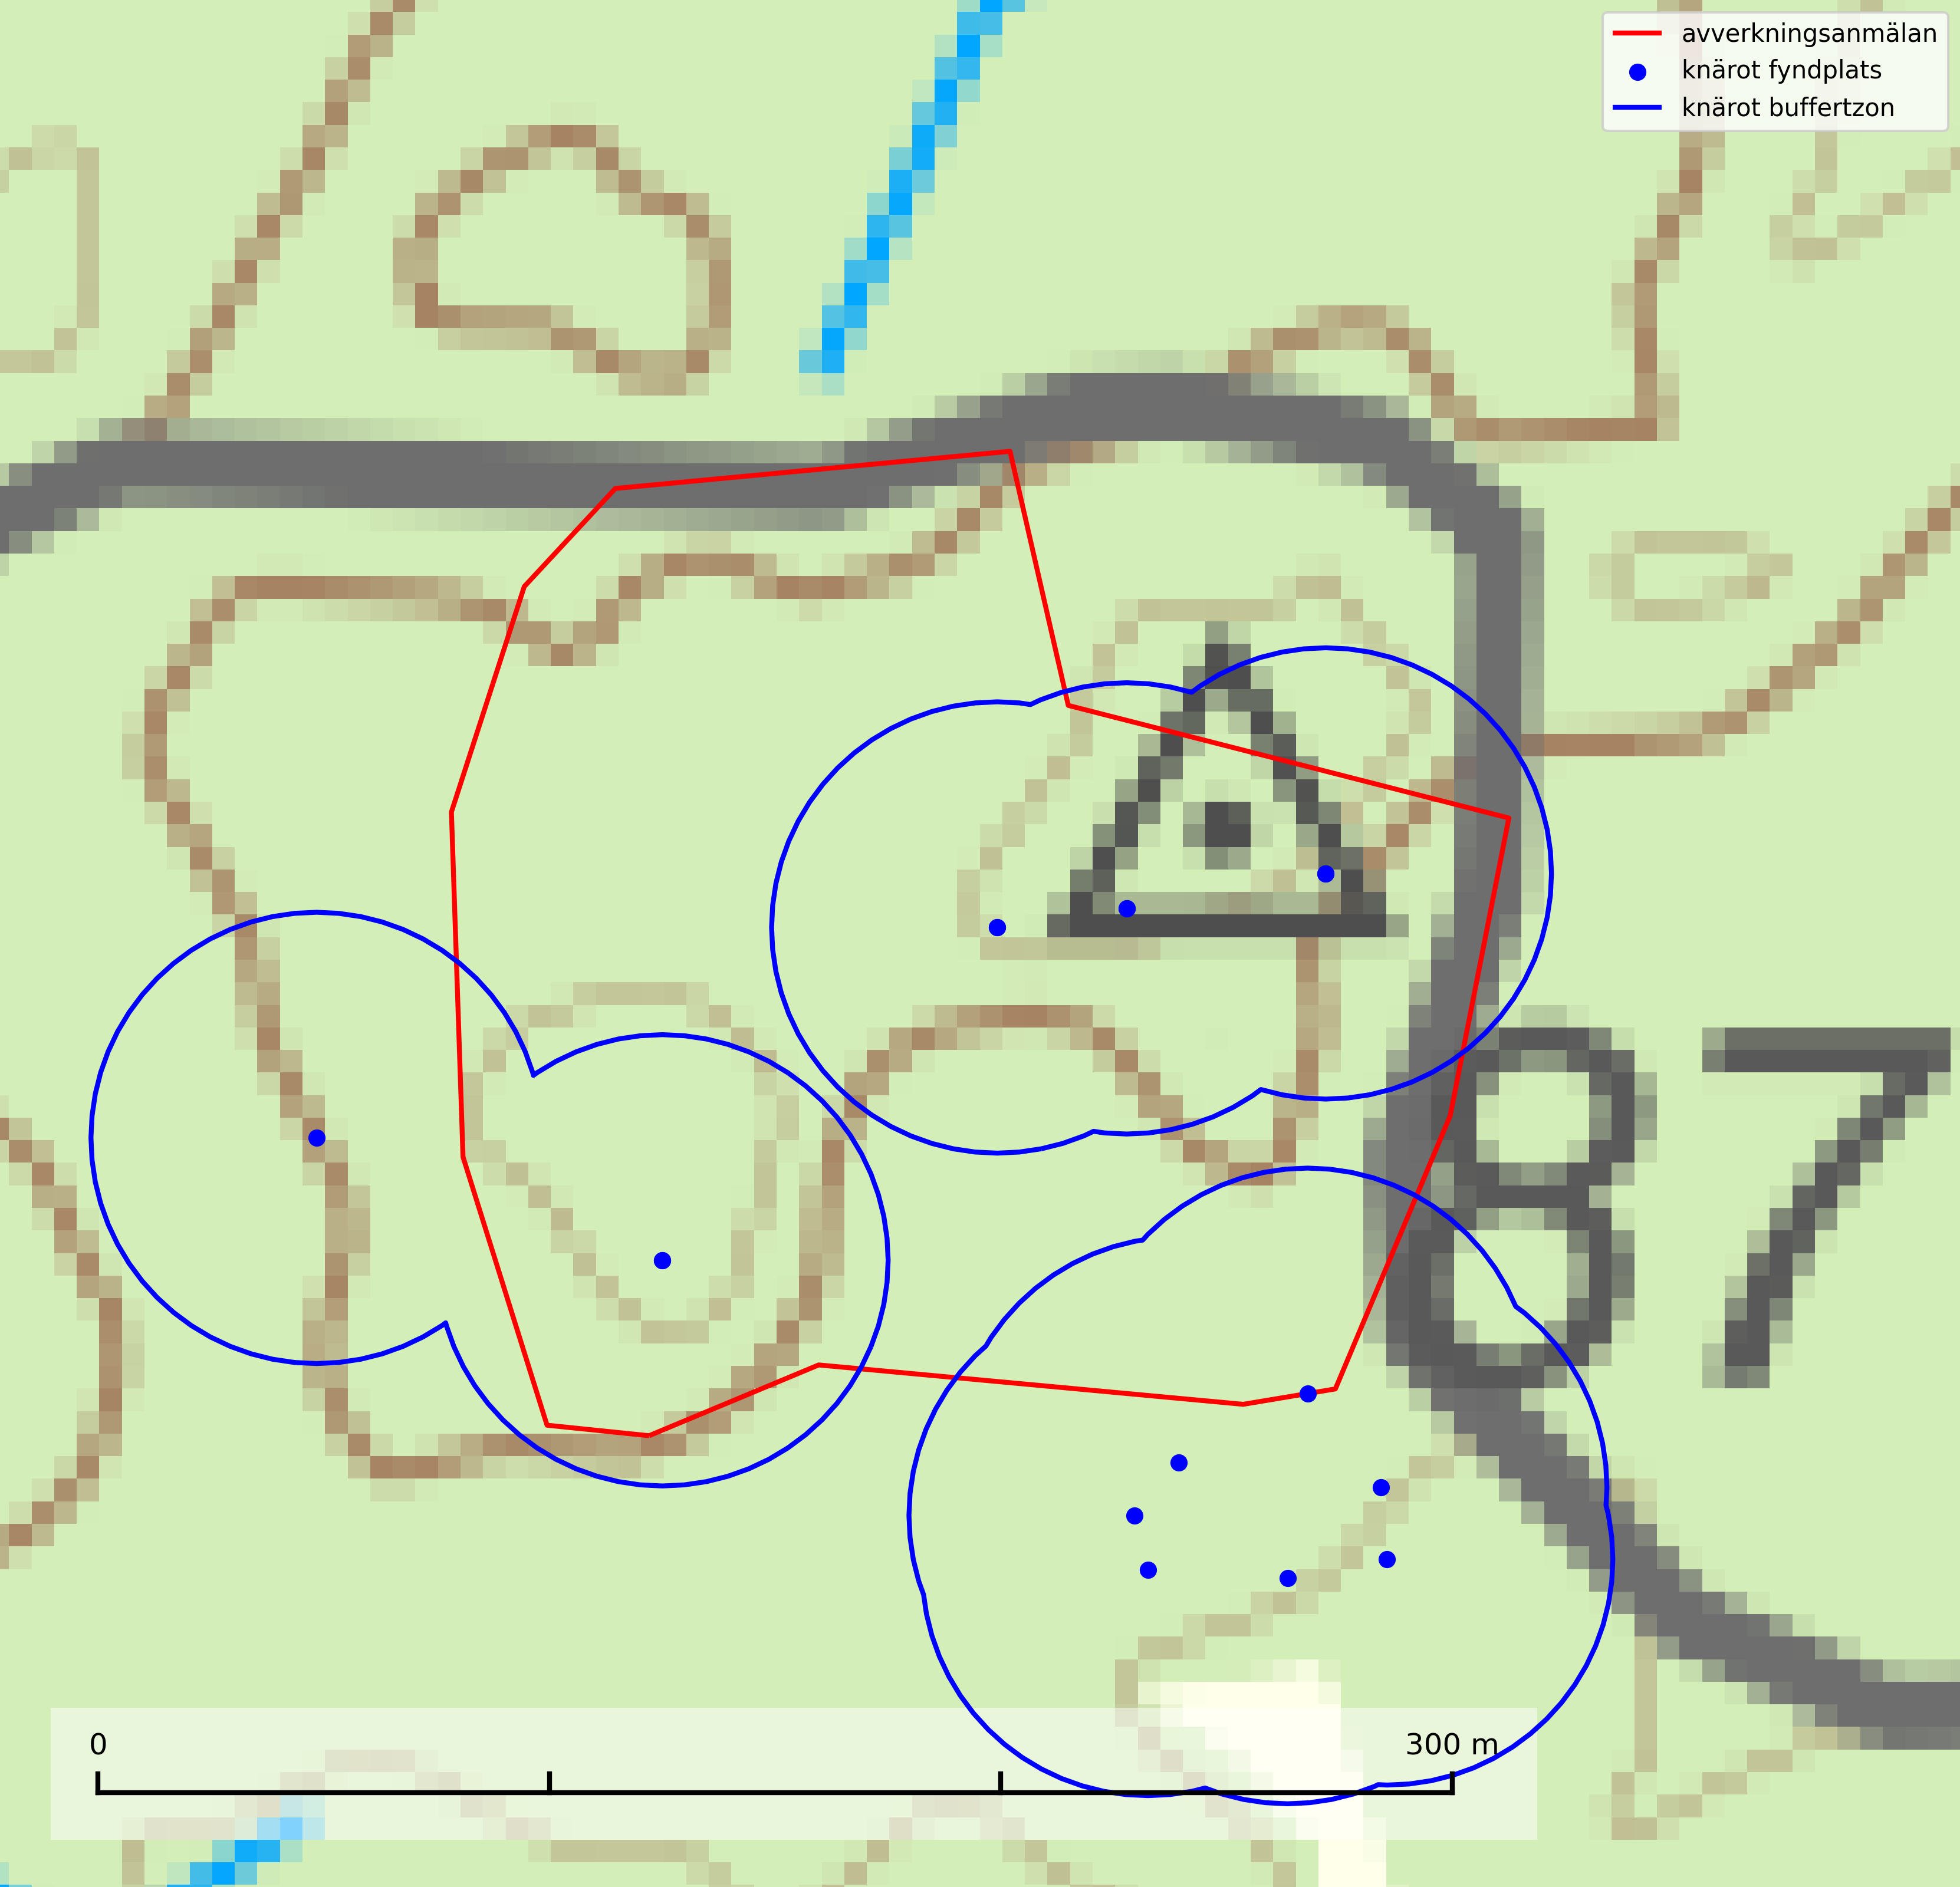 avverkningsanmälan
knärot fyndplats
knärot buffertzon
87
0 300 m